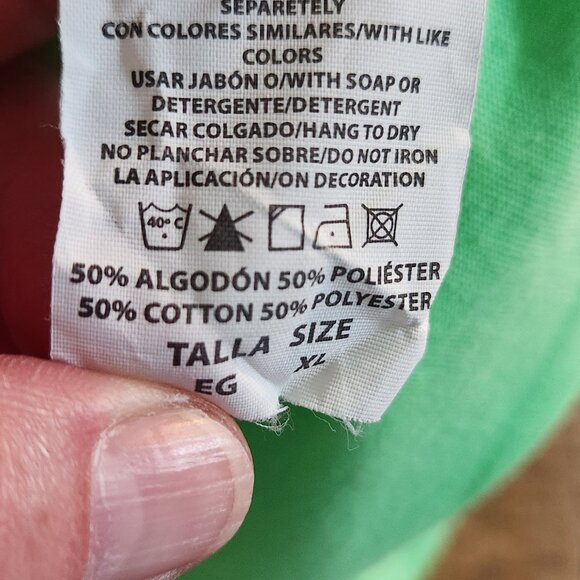 SEPARETELY
CON COLORES SIMILARES/WITH LIKE
COLORS
USAR JABÓN O/WITH SOAP OR
DETERGENTE/DETERGENT
SECAR COLGADO/HANG TO DRY
NO PLANCHAR SOBRE/DO NOT IRON
LA APLICACIÓN/ON DECORATION
40° C
50% ALGODÓN 50% POLIÉSTER
50% COTTON 50% POLYESTER
TALLA SIZE
EG XL